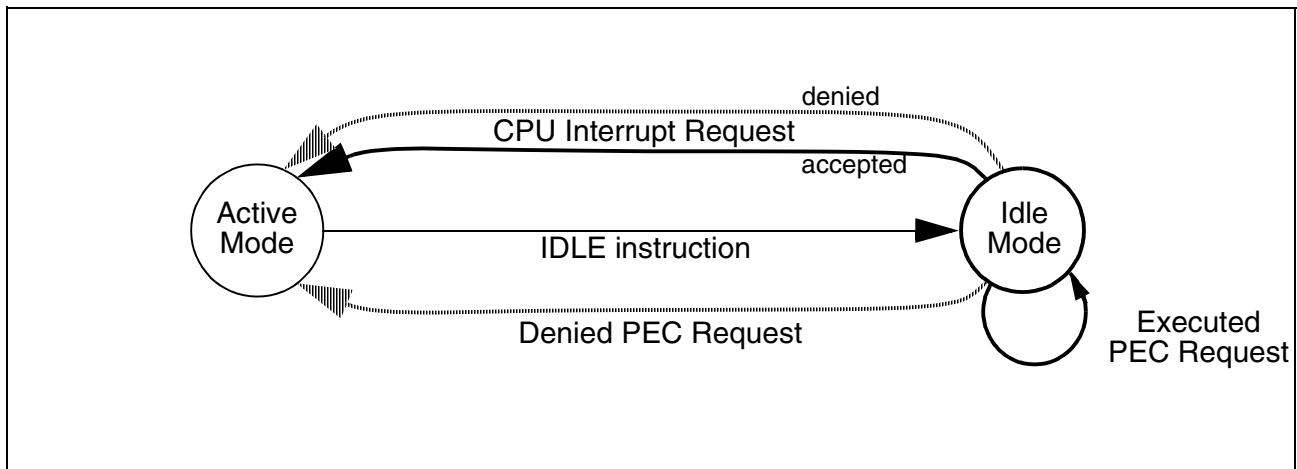 denied
CPU Interrupt Request
accepted
Active
Mode
Idle
Mode
IDLE instruction
Denied PEC Request
Executed
PEC Request